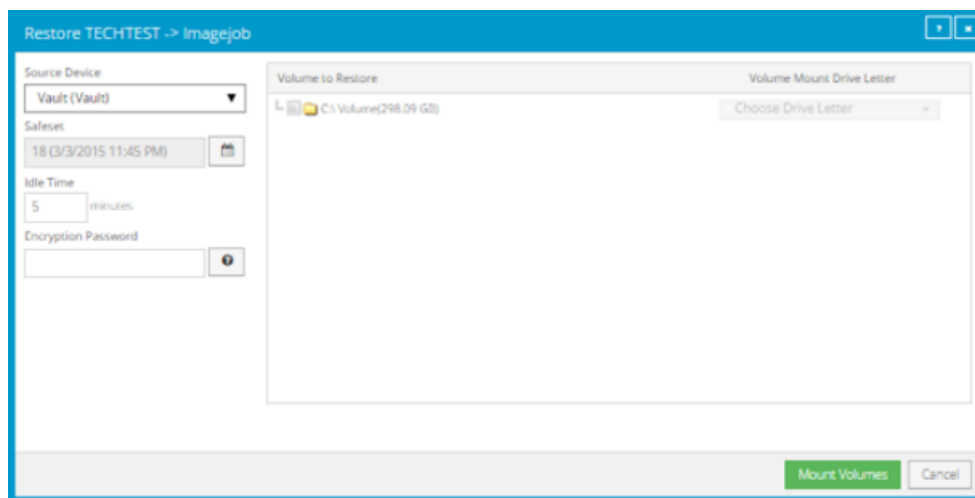 Restore TECHTEST -> Imagejob
Source Device
Vault (Vault)
Safeset
18 (3/3/2015 11:45 PM)
Idle Time
5 minutes
Encryption Password
Volume to Restore Volume Mount Drive Letter
C:\ Volume(298.09 GB) Choose Drive Letter
Mount Volumes Cancel